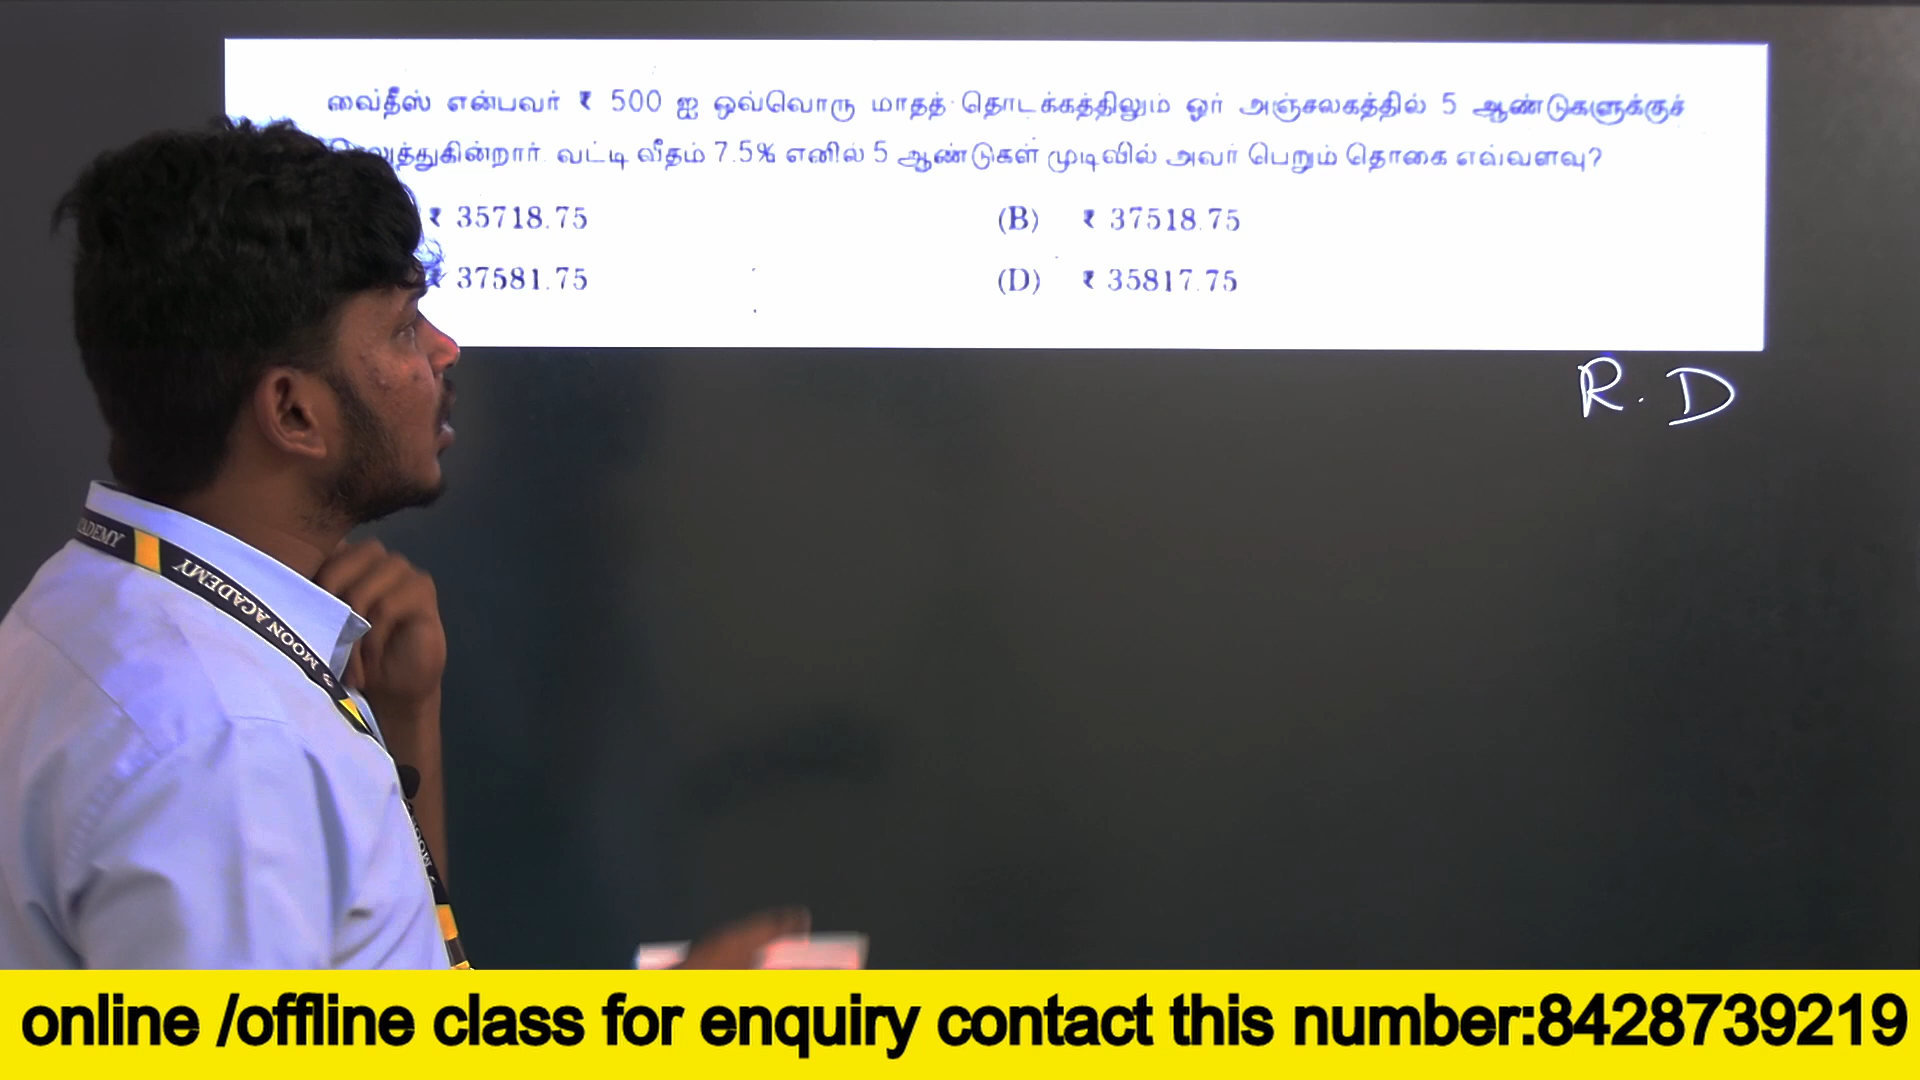 வைதீஸ் என்பவர் ₹ 500 ஐ ஒவ்வொரு மாதத் தொடக்கத்திலும் ஓர் அஞ்சலகத்தில் 5 ஆண்டுகளுக்குச்
வட்டி வீதம் 7.5% எனில் 5 ஆண்டுகள் முடிவில் அவர் பெறும் தொகை எவ்வளவு?
₹ 35718.75 (B) ₹ 37518.75
₹ 37581.75 (D) ₹ 35817.75
R.D
MOON ACADEMY
online /offline class for enquiry contact this number:8428739219